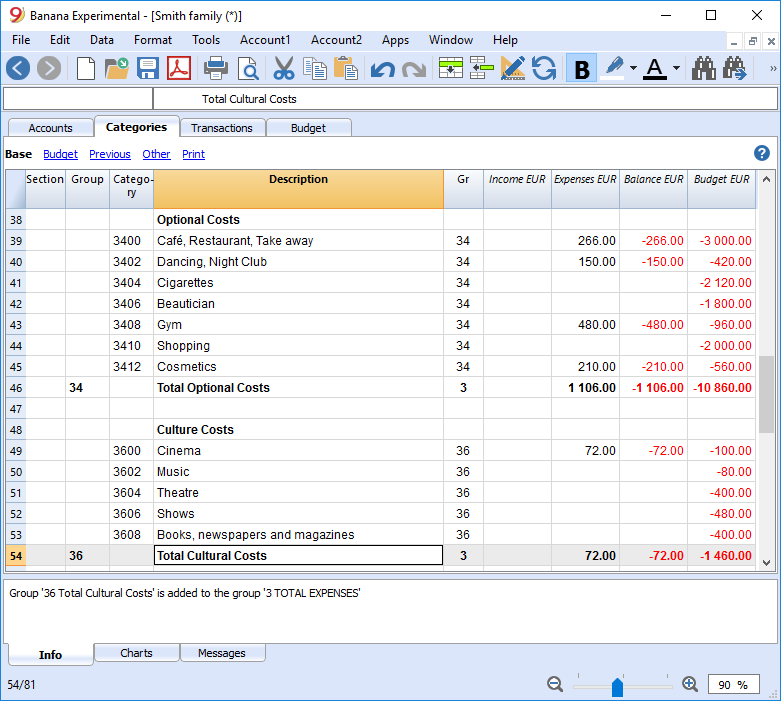 Banana Experimental - [Smith family (*)]
File Edit Data Format Tools Account1 Account2 Apps Window Help
B A »
Total Cultural Costs
Accounts Categories Transactions Budget
Base Budget Previous Other Print ?
Section Group Catego-ry Description Gr Income EUR Expenses EUR Balance EUR Budget EUR
38 Optional Costs
39 3400 Café, Restaurant, Take away 34 266.00 -266.00 -3 000.00
40 3402 Dancing, Night Club 34 150.00 -150.00 -420.00
41 3404 Cigarettes 34 -2 120.00
42 3406 Beautician 34 -1 800.00
43 3408 Gym 34 480.00 -480.00 -960.00
44 3410 Shopping 34 -2 000.00
45 3412 Cosmetics 34 210.00 -210.00 -560.00
46 34 Total Optional Costs 3 1 106.00 -1 106.00 -10 860.00
47
48 Culture Costs
49 3600 Cinema 36 72.00 -72.00 -100.00
50 3602 Music 36 -80.00
51 3604 Theatre 36 -400.00
52 3606 Shows 36 -480.00
53 3608 Books, newspapers and magazines 36 -400.00
54 36 Total Cultural Costs 3 72.00 -72.00 -1 460.00
Group '36 Total Cultural Costs' is added to the group '3 TOTAL EXPENSES'
Info Charts Messages
54/81 90 %